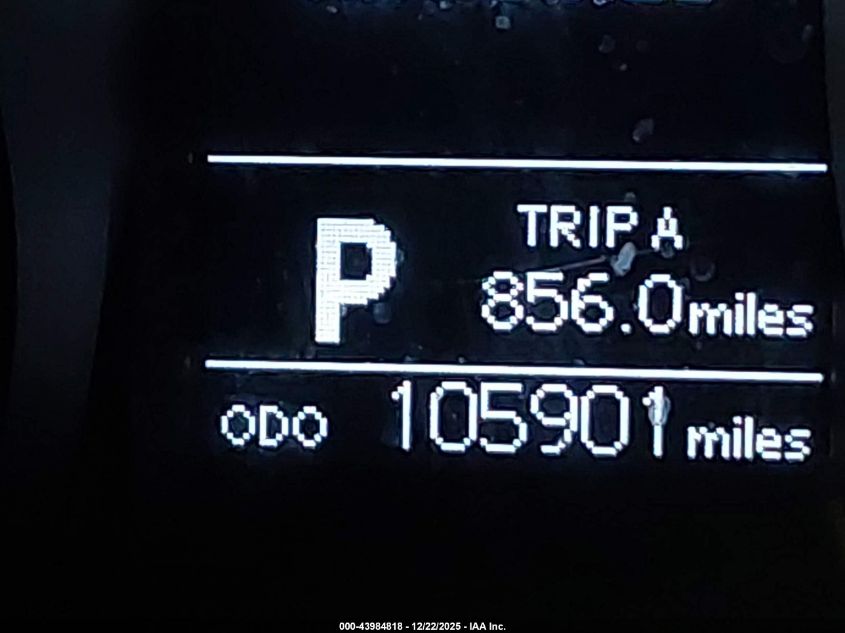 P
TRIP A
856.0 miles
ODO 105901 miles
000-43984818 - 12/22/2025 - IAA Inc.